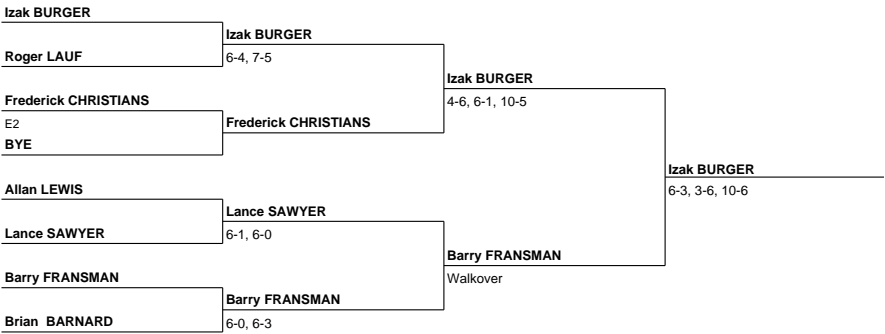 Izak BURGER
Roger LAUF
Frederick CHRISTIANS
E2
BYE
Allan LEWIS
Lance SAWYER
Barry FRANSMAN
Brian BARNARD
Izak BURGER
6-4, 7-5
Frederick CHRISTIANS
Lance SAWYER
6-1, 6-0
Barry FRANSMAN
6-0, 6-3
Izak BURGER
4-6, 6-1, 10-5
Barry FRANSMAN
Walkover
Izak BURGER
6-3, 3-6, 10-6